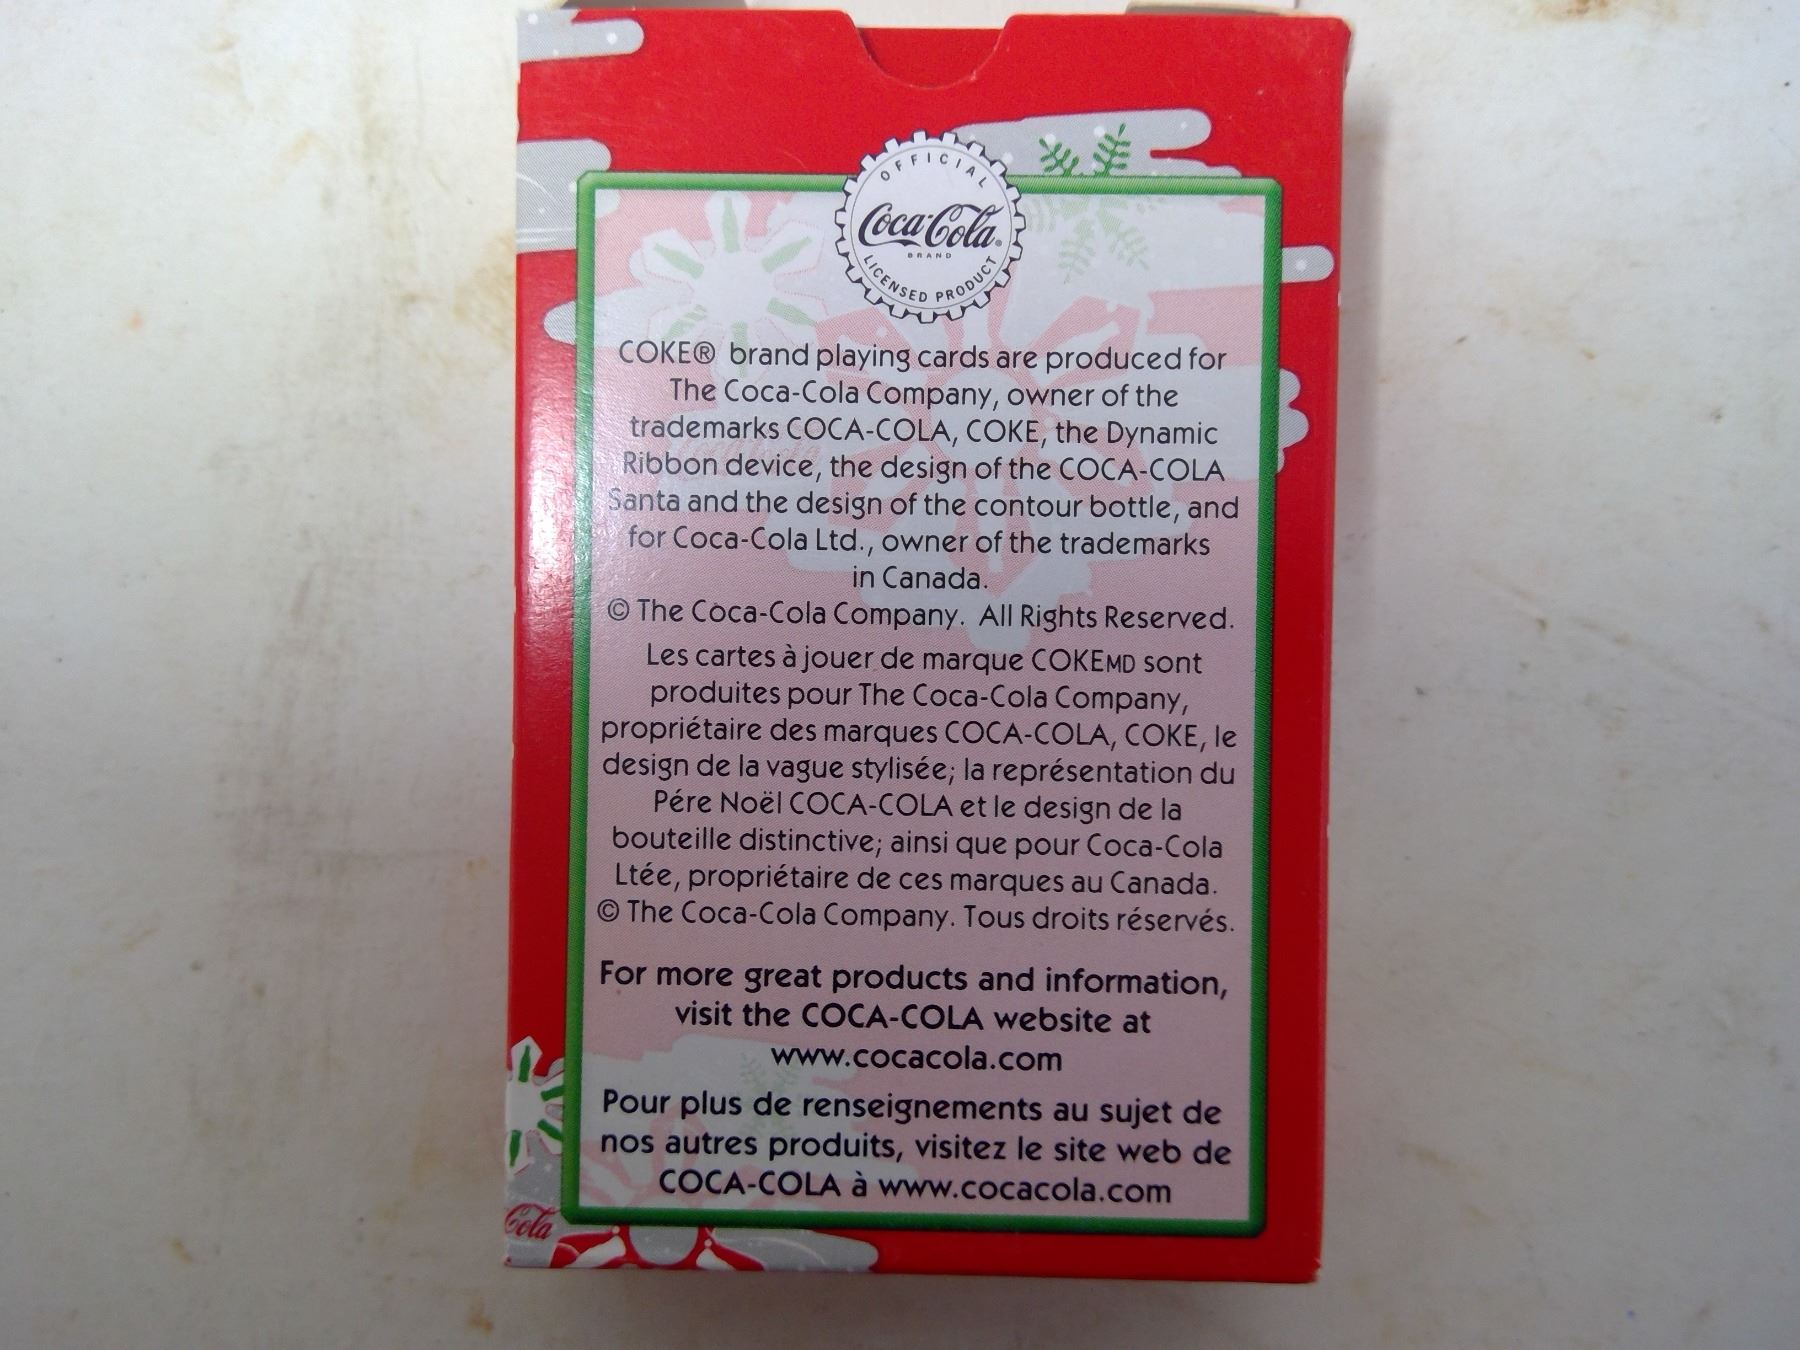 OFFICIAL
Coca-Cola®
BRAND
LICENSED PRODUCT
COKE® brand playing cards are produced for
The Coca-Cola Company, owner of the
trademarks COCA-COLA, COKE, the Dynamic
Ribbon device, the design of the COCA-COLA
Santa and the design of the contour bottle, and
for Coca-Cola Ltd., owner of the trademarks
in Canada.
© The Coca-Cola Company. All Rights Reserved.
Les cartes à jouer de marque COKEMD sont
produites pour The Coca-Cola Company,
propriétaire des marques COCA-COLA, COKE, le
design de la vague stylisée; la représentation du
Pére Noël COCA-COLA et le design de la
bouteille distinctive; ainsi que pour Coca-Cola
Ltée, propriétaire de ces marques au Canada.
© The Coca-Cola Company. Tous droits réservés.
For more great products and information,
visit the COCA-COLA website at
www.cocacola.com
Pour plus de renseignements au sujet de
nos autres produits, visitez le site web de
COCA-COLA à www.cocacola.com
Cola